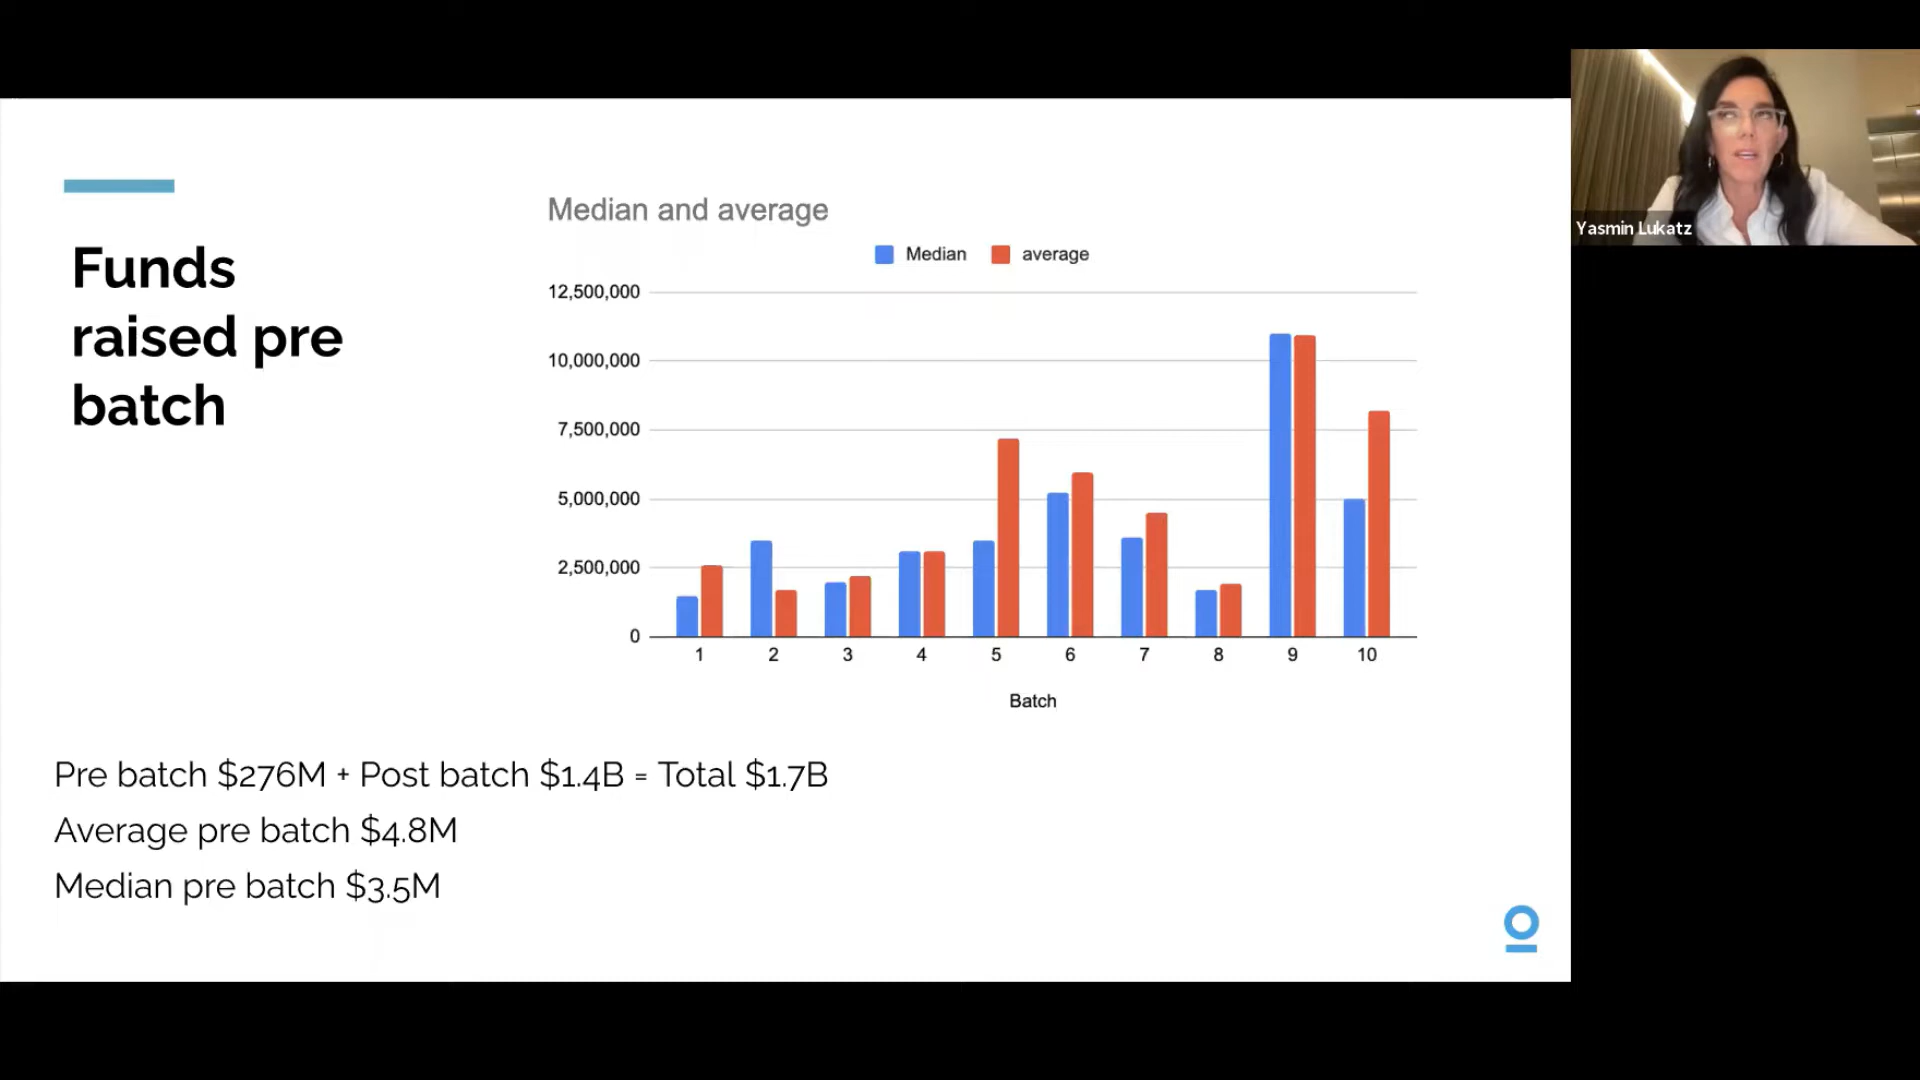 Yasmin Lukatz
Funds
raised pre
batch
Median and average
Median
average
12,500,000
10,000,000
7,500,000
5,000,000
2,500,000
0
1
2
3
4
5
6
7
8
9
10
Batch
Pre batch $276M + Post batch $1.4B = Total $1.7B
Average pre batch $4.8M
Median pre batch $3.5M